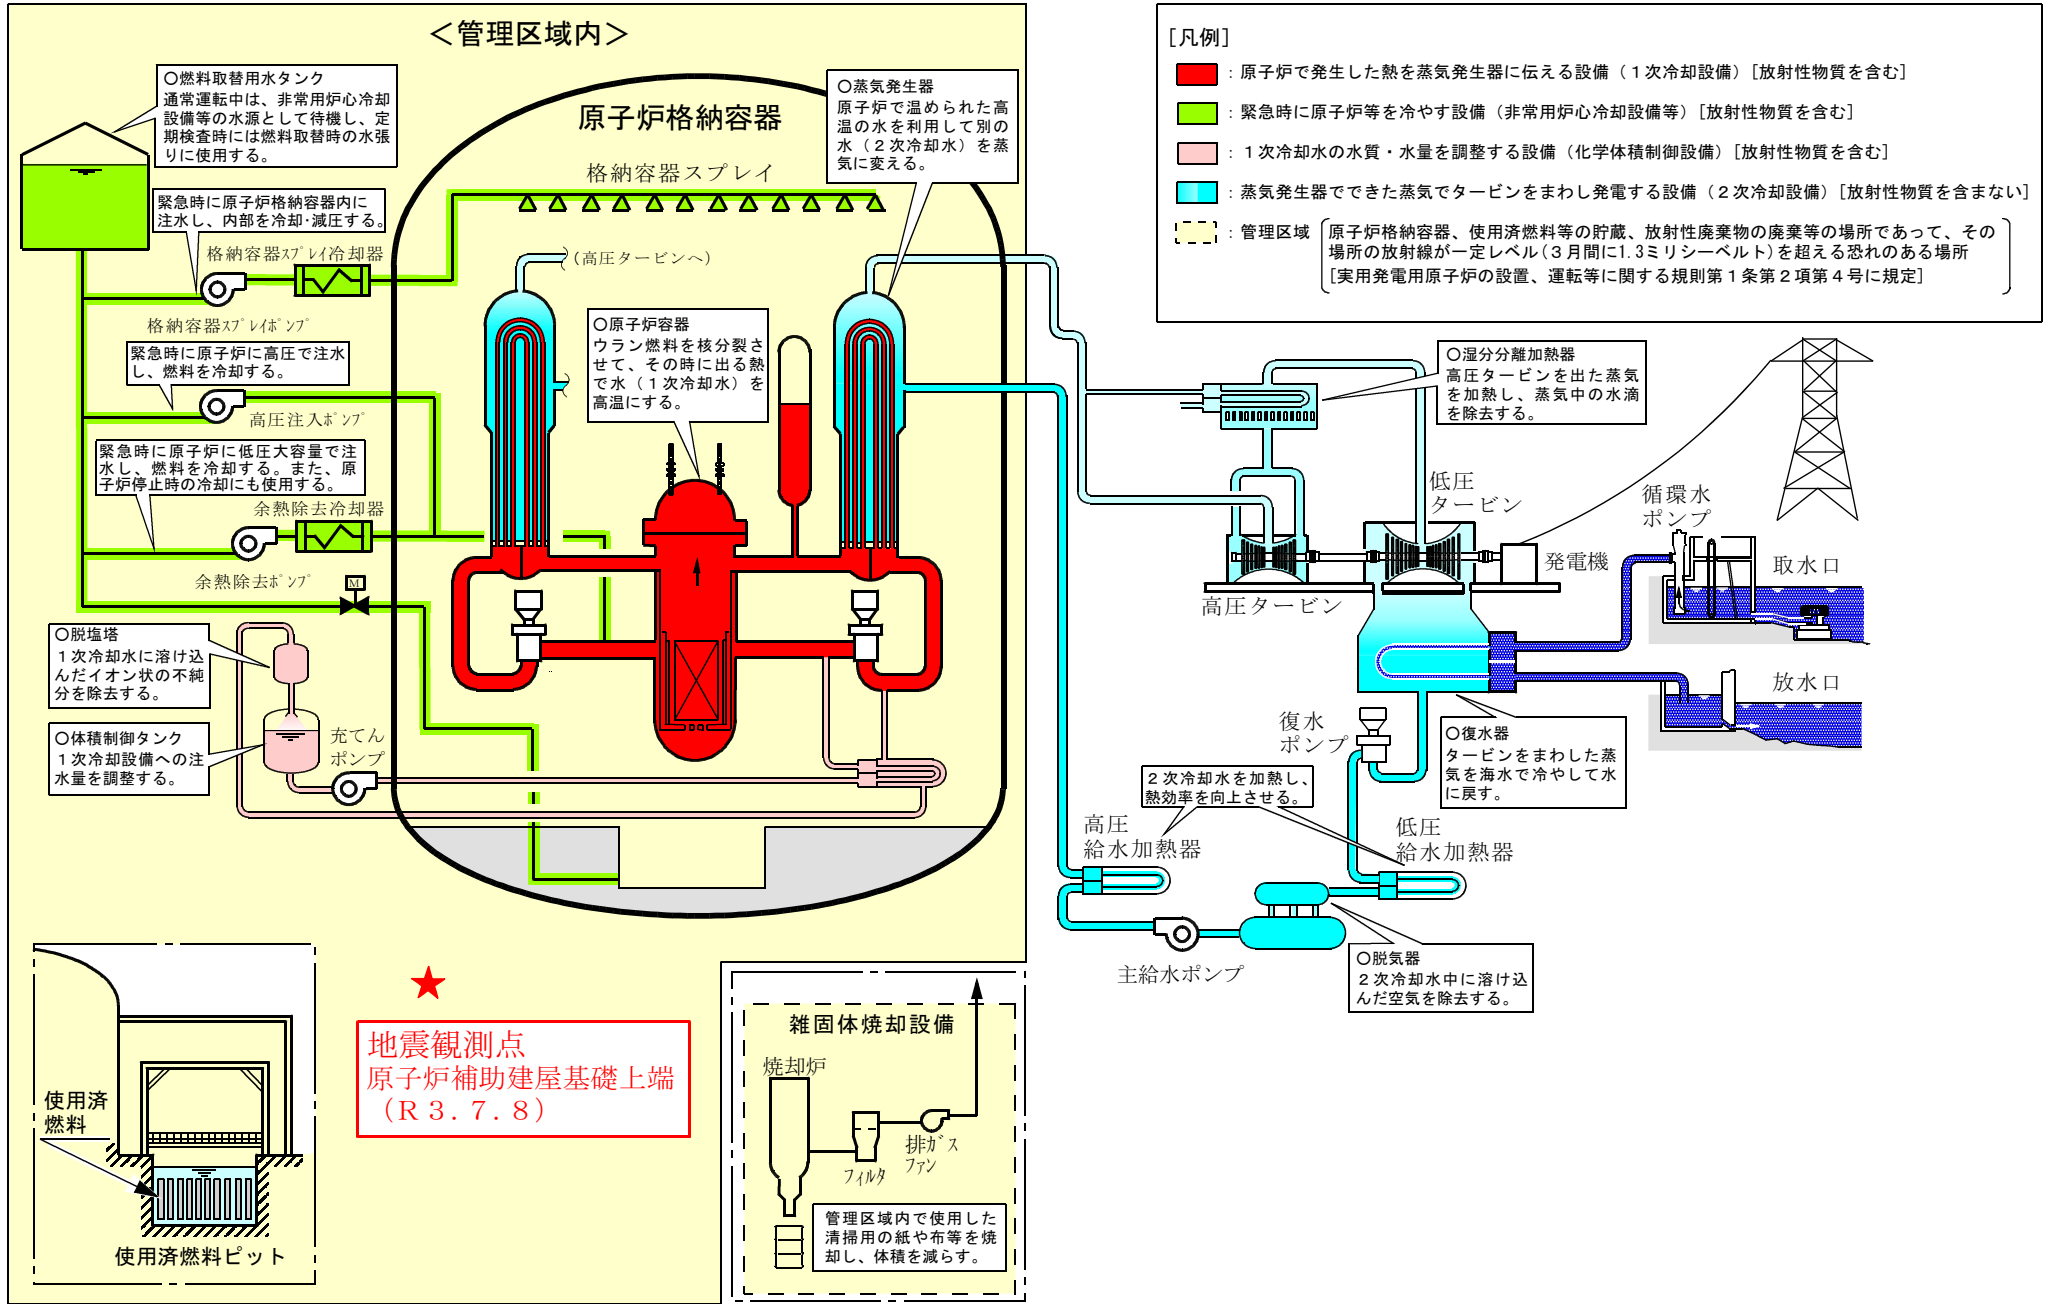 ＜管理区域内＞
○燃料取替用水タンク
通常運転中は、非常用炉心冷却
設備等の水源として待機し、定
期検査時には燃料取替時の水張
りに使用する。
緊急時に原子炉格納容器内に
注水し、内部を冷却･減圧する。
格納容器ｽﾌﾟﾚｲ冷却器
格納容器ｽﾌﾟﾚｲﾎﾟﾝﾌﾟ
緊急時に原子炉に高圧で注水
し、燃料を冷却する。
高圧注入ﾎﾟﾝﾌﾟ
緊急時に原子炉に低圧大容量で注
水し、燃料を冷却する。また、原
子炉停止時の冷却にも使用する。
余熱除去冷却器
余熱除去ﾎﾟﾝﾌﾟ
M
○脱塩塔
１次冷却水に溶け込
んだイオン状の不純
分を除去する。
○体積制御タンク
１次冷却設備への注
水量を調整する。
充てん
ポンプ
原子炉格納容器
格納容器スプレイ
（高圧タービンへ）
○原子炉容器
ウラン燃料を核分裂さ
せて、その時に出る熱
で水（１次冷却水）を
高温にする。
○蒸気発生器
原子炉で温められた高
温の水を利用して別の
水（２次冷却水）を蒸
気に変える。
[凡例]
：原子炉で発生した熱を蒸気発生器に伝える設備（１次冷却設備）[放射性物質を含む]
：緊急時に原子炉等を冷やす設備（非常用炉心冷却設備等）[放射性物質を含む]
：１次冷却水の水質・水量を調整する設備（化学体積制御設備）[放射性物質を含む]
：蒸気発生器でできた蒸気でタービンをまわし発電する設備（２次冷却設備）[放射性物質を含まない]
：管理区域
原子炉格納容器、使用済燃料等の貯蔵、放射性廃棄物の廃棄等の場所であって、その
場所の放射線が一定レベル(３月間に1.3ミリシーベルト)を超える恐れのある場所
[実用発電用原子炉の設置、運転等に関する規則第１条第２項第４号に規定]
○湿分分離加熱器
高圧タービンを出た蒸気
を加熱し、蒸気中の水滴
を除去する。
低圧
タービン
高圧タービン
発電機
循環水
ポンプ
取水口
放水口
復水
ポンプ
○復水器
タービンをまわした蒸
気を海水で冷やして水
に戻す。
２次冷却水を加熱し、
熱効率を向上させる。
高圧
給水加熱器
低圧
給水加熱器
主給水ポンプ
○脱気器
２次冷却水中に溶け込
んだ空気を除去する。
使用済
燃料
使用済燃料ピット
地震観測点
原子炉補助建屋基礎上端
（Ｒ３.７.８）
雑固体焼却設備
焼却炉
フィルタ
排ガス
ファン
管理区域内で使用した
清掃用の紙や布等を焼
却し、体積を減らす。